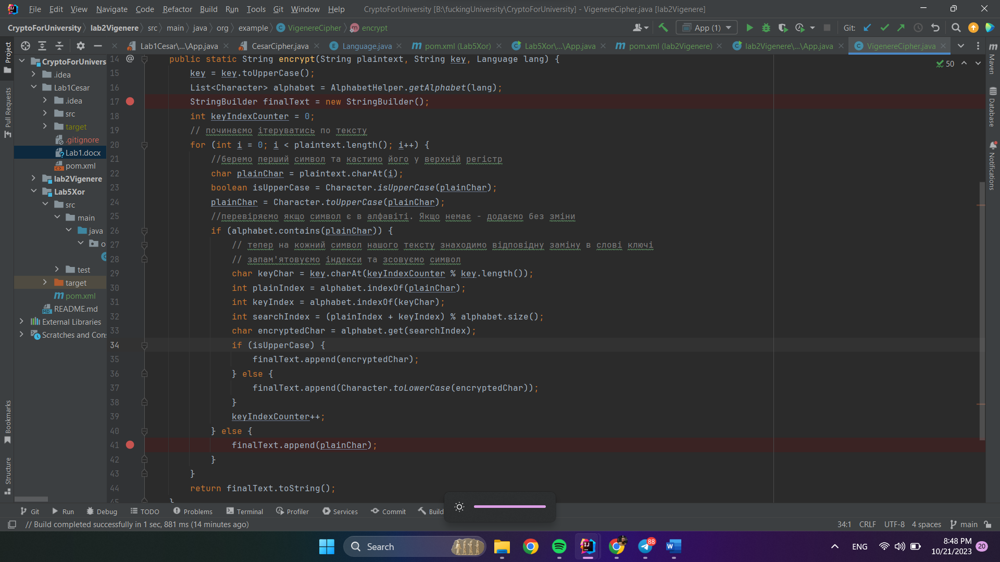 File Edit View Navigate Code Refactor Build Run Tools Git Window Help CryptoForUniversity [B:\fuckingUniversity\CryptoForUniversity] - VigenereCipher.java [lab2Vigenere]
CryptoForUniversity lab2Vigenere src main java org example VigenereCipher encrypt App (1) Git:
Lab1Cesar\...\App.java CesarCipher.java Language.java pom.xml (Lab5Xor) Lab5Xor\...\App.java pom.xml (lab2Vigenere) lab2Vigenere\...\App.java VigenereCipher.java
Project
Pull Requests
Bookmarks
Structure
CryptoForUnivers
.idea
Lab1Cesar
.idea
src
target
.gitignore
Lab1.docx
pom.xml
lab2Vigenere
Lab5Xor
src
main
java
o
test
target
pom.xml
README.md
External Libraries
Scratches and Con
50
14 @ public static String encrypt(String plaintext, String key, Language lang) {
15 key = key.toUpperCase();
16 List<Character> alphabet = AlphabetHelper.getAlphabet(lang);
17 StringBuilder finalText = new StringBuilder();
18 int keyIndexCounter = 0;
19 // починаємо ітеруватись по тексту
20 for (int i = 0; i < plaintext.length(); i++) {
21 //беремо перший символ та кастимо його у верхній регістр
22 char plainChar = plaintext.charAt(i);
23 boolean isUpperCase = Character.isUpperCase(plainChar);
24 plainChar = Character.toUpperCase(plainChar);
25 //перевіряємо якщо символ є в алфавіті. Якщо немає - додаємо без зміни
26 if (alphabet.contains(plainChar)) {
27 // тепер на кожний символ нашого тексту знаходимо відповідну заміну в слові ключі
28 // запам'ятовуємо індекси та зсовуємо символ
29 char keyChar = key.charAt(keyIndexCounter % key.length());
30 int plainIndex = alphabet.indexOf(plainChar);
31 int keyIndex = alphabet.indexOf(keyChar);
32 int searchIndex = (plainIndex + keyIndex) % alphabet.size();
33 char encryptedChar = alphabet.get(searchIndex);
34 if (isUpperCase) {
35 finalText.append(encryptedChar);
36 } else {
37 finalText.append(Character.toLowerCase(encryptedChar));
38 }
39 keyIndexCounter++;
40 } else {
41 finalText.append(plainChar);
42 }
43 }
44 return finalText.toString();
45 }
Maven
Database
Notifications
Git Run Debug TODO Problems Terminal Profiler Services Commit Build
// Build completed successfully in 1 sec, 881 ms (14 minutes ago) 34:1 CRLF UTF-8 4 spaces main
Search 88 ENG 8:48 PM 20
10/21/2023